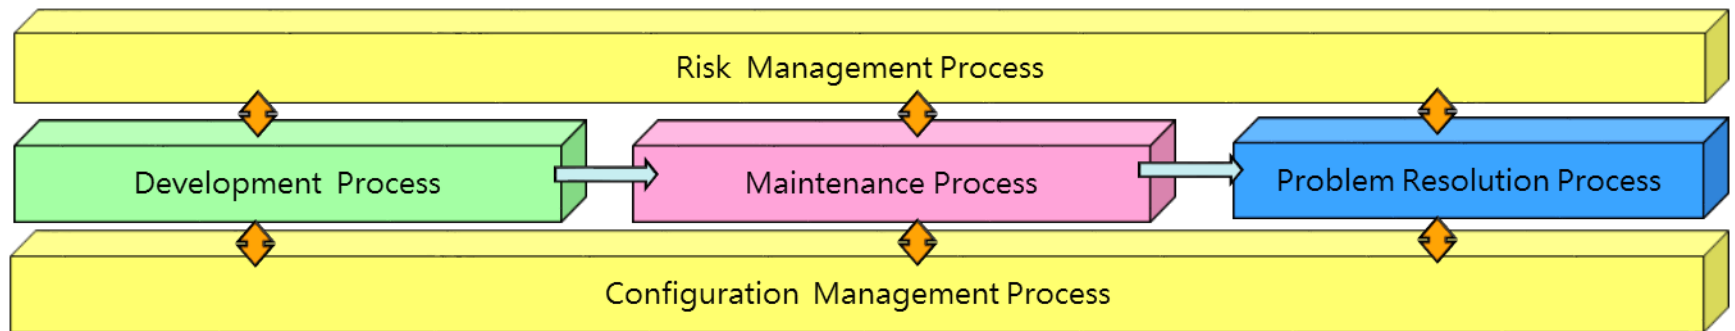 Risk Management Process
Development Process
Maintenance Process
Problem Resolution Process
Configuration Management Process